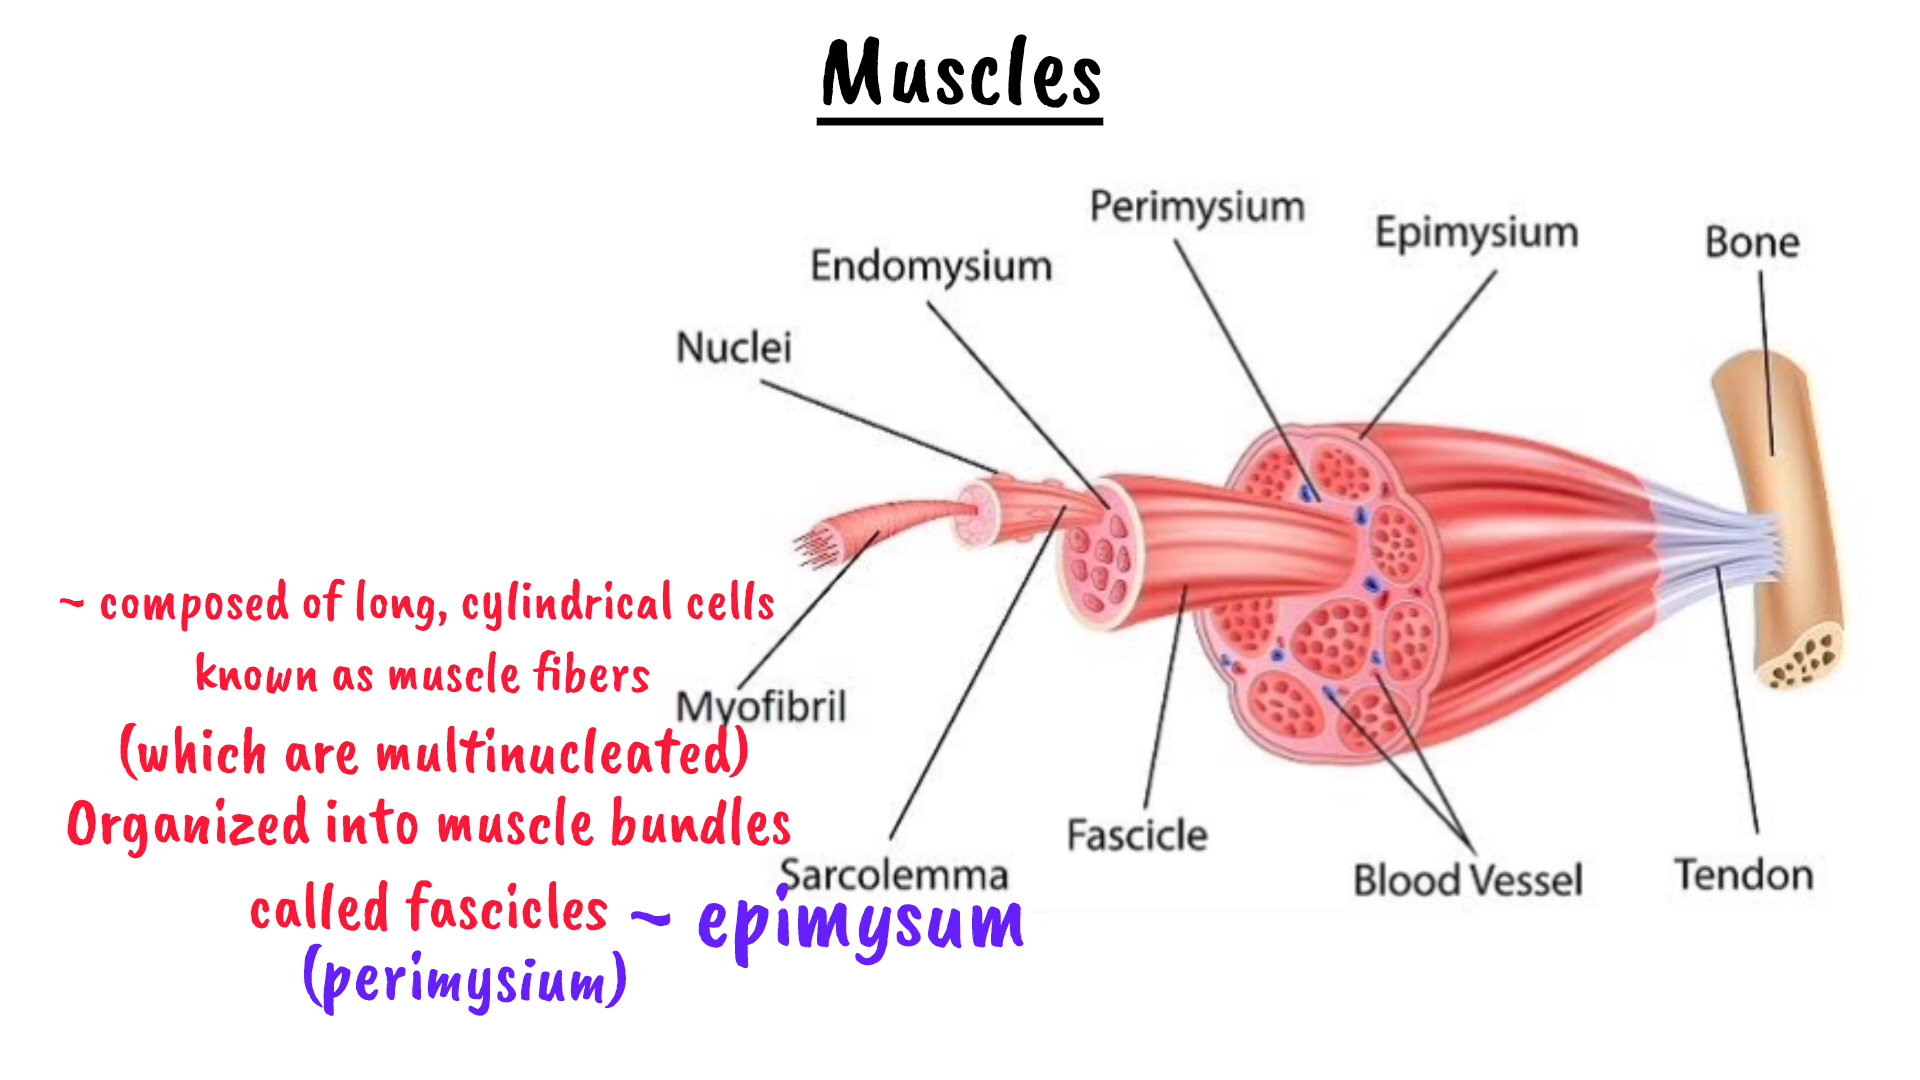 Muscles
Perimysium
Epimysium
Bone
Endomysium
Nuclei
~ composed of long, cylindrical cells
known as muscle fibers
Myofibril
(which are multinucleated)
Organized into muscle bundles
Fascicle
Sarcolemma
Blood Vessel
Tendon
called fascicles ~ epimysum
(perimysium)